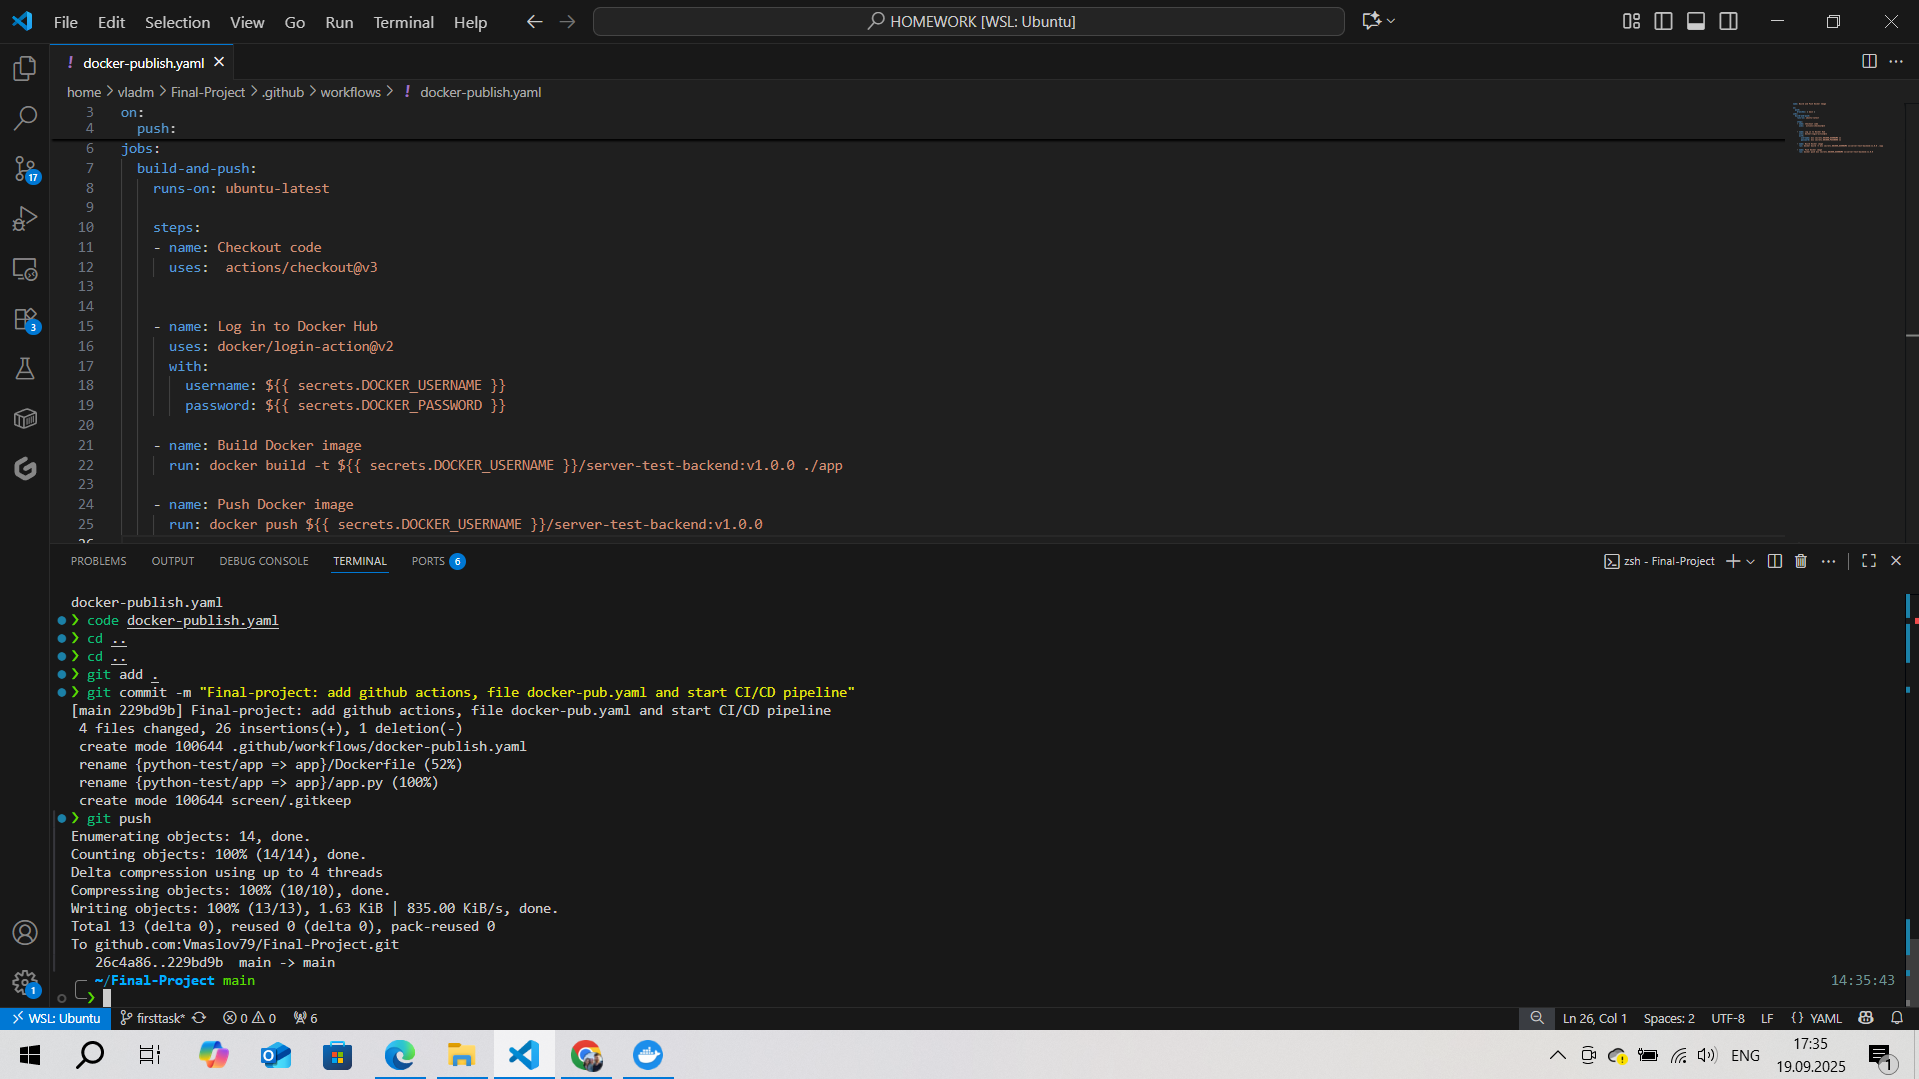 File Edit Selection View Go Run Terminal Help
HOMEWORK [WSL: Ubuntu]
! docker-publish.yaml
home > vladm > Final-Project > .github > workflows > ! docker-publish.yaml
3 on:
4 push:
6 jobs:
7 build-and-push:
8 runs-on: ubuntu-latest
9
10 steps:
11 - name: Checkout code
12 uses:  actions/checkout@v3
13
14
15 - name: Log in to Docker Hub
16 uses: docker/login-action@v2
17 with:
18 username: ${{ secrets.DOCKER_USERNAME }}
19 password: ${{ secrets.DOCKER_PASSWORD }}
20
21 - name: Build Docker image
22 run: docker build -t ${{ secrets.DOCKER_USERNAME }}/server-test-backend:v1.0.0 ./app
23
24 - name: Push Docker image
25 run: docker push ${{ secrets.DOCKER_USERNAME }}/server-test-backend:v1.0.0
26
17
3
1
PROBLEMS OUTPUT DEBUG CONSOLE TERMINAL PORTS 6
zsh - Final-Project
docker-publish.yaml
❯ code docker-publish.yaml
❯ cd ..
❯ cd ..
❯ git add .
❯ git commit -m "Final-project: add github actions, file docker-pub.yaml and start CI/CD pipeline"
[main 229bd9b] Final-project: add github actions, file docker-pub.yaml and start CI/CD pipeline
4 files changed, 26 insertions(+), 1 deletion(-)
create mode 100644 .github/workflows/docker-publish.yaml
rename {python-test/app => app}/Dockerfile (52%)
rename {python-test/app => app}/app.py (100%)
create mode 100644 screen/.gitkeep
❯ git push
Enumerating objects: 14, done.
Counting objects: 100% (14/14), done.
Delta compression using up to 4 threads
Compressing objects: 100% (10/10), done.
Writing objects: 100% (13/13), 1.63 KiB | 835.00 KiB/s, done.
Total 13 (delta 0), reused 0 (delta 0), pack-reused 0
To github.com:Vmaslov79/Final-Project.git
26c4a86..229bd9b  main -> main
~/Final-Project main 14:35:43
❯
WSL: Ubuntu firsttask* 0 0 6 Ln 26, Col 1 Spaces: 2 UTF-8 LF {} YAML
ENG 17:35
19.09.2025
1